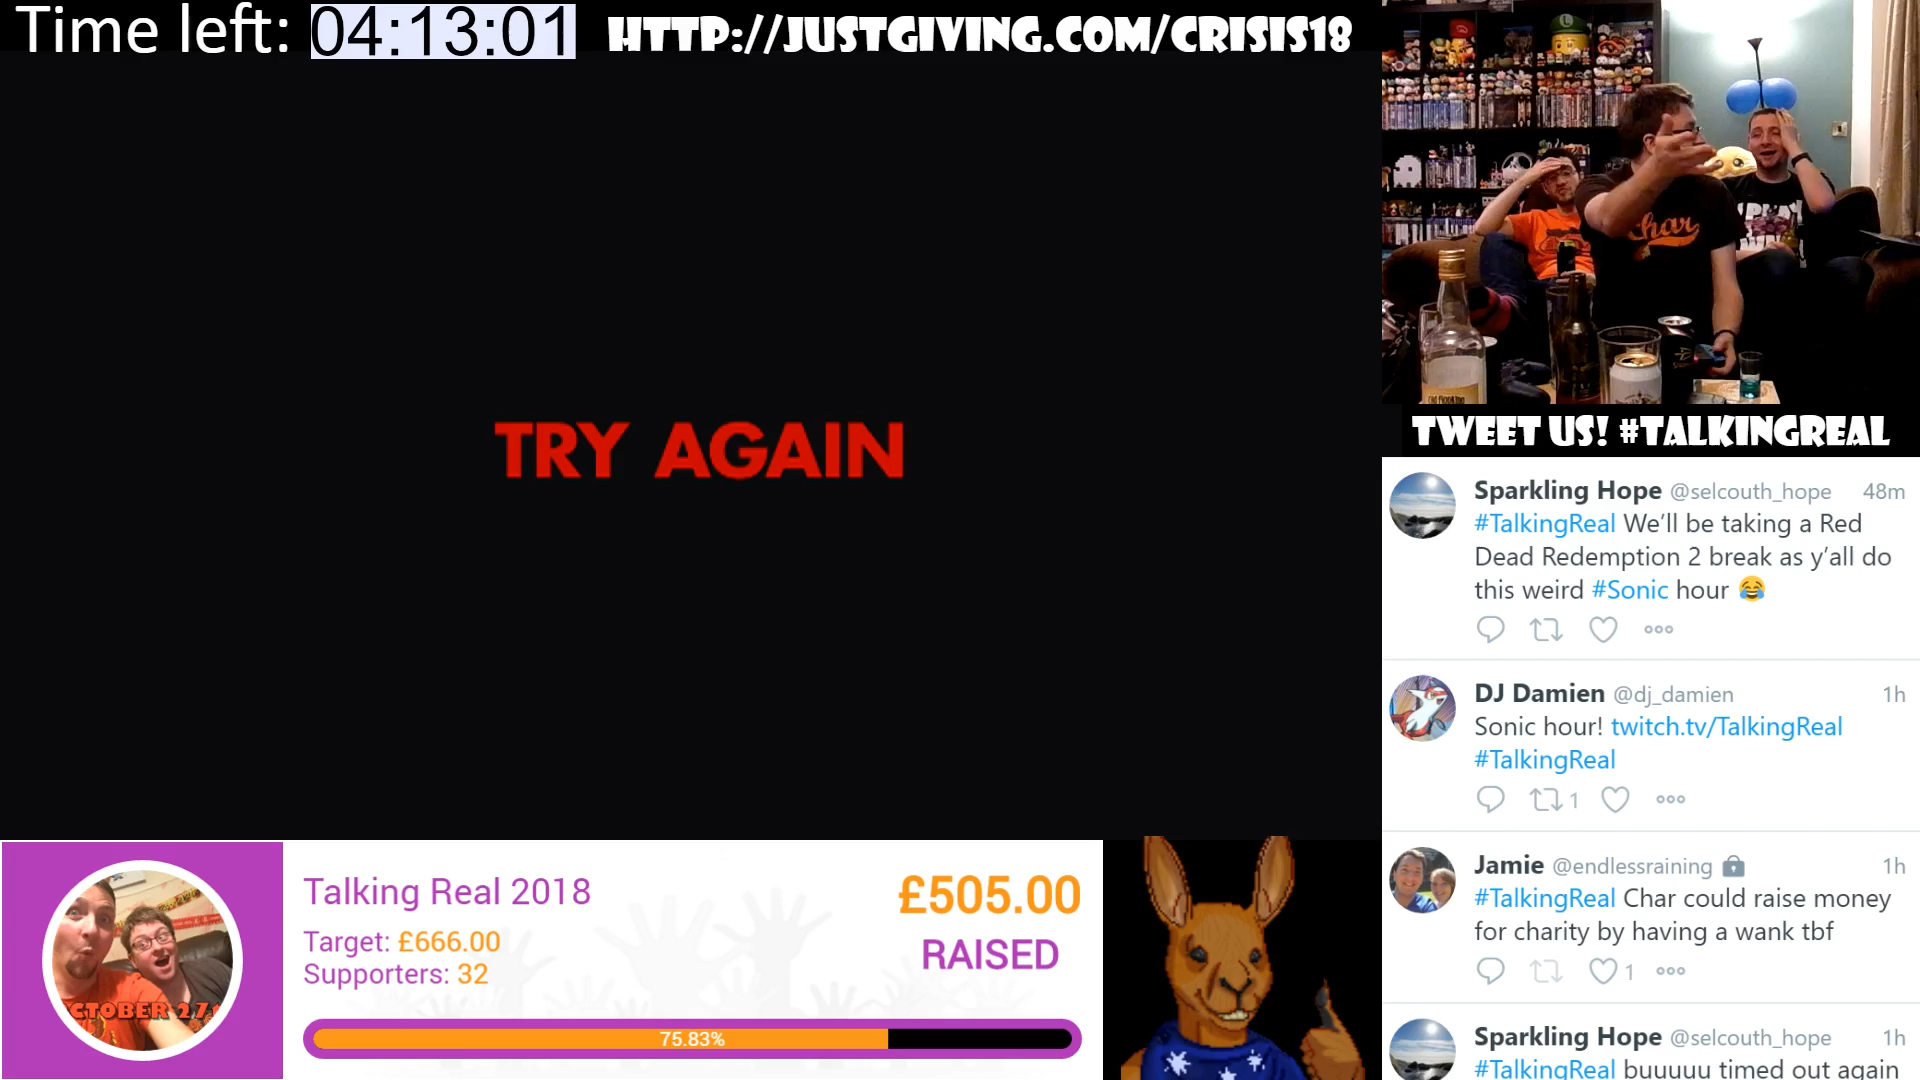 Time left: 04:13:01
HTTP://JUSTGIVING.COM/CRISIS18
TRY AGAIN
Char
TWEET US! #TALKINGREAL
Sparkling Hope @selcouth_hope 48m
#TalkingReal We’ll be taking a Red
Dead Redemption 2 break as y’all do
this weird #Sonic hour 😂
DJ Damien @dj_damien 1h
Sonic hour! twitch.tv/TalkingReal
#TalkingReal
1
Jamie @endlessraining 1h
#TalkingReal Char could raise money
for charity by having a wank tbf
1
Sparkling Hope @selcouth_hope 1h
#TalkingReal buuuuu timed out again
CTOBER 27
Talking Real 2018
Target: £666.00
Supporters: 32
£505.00
RAISED
75.83%